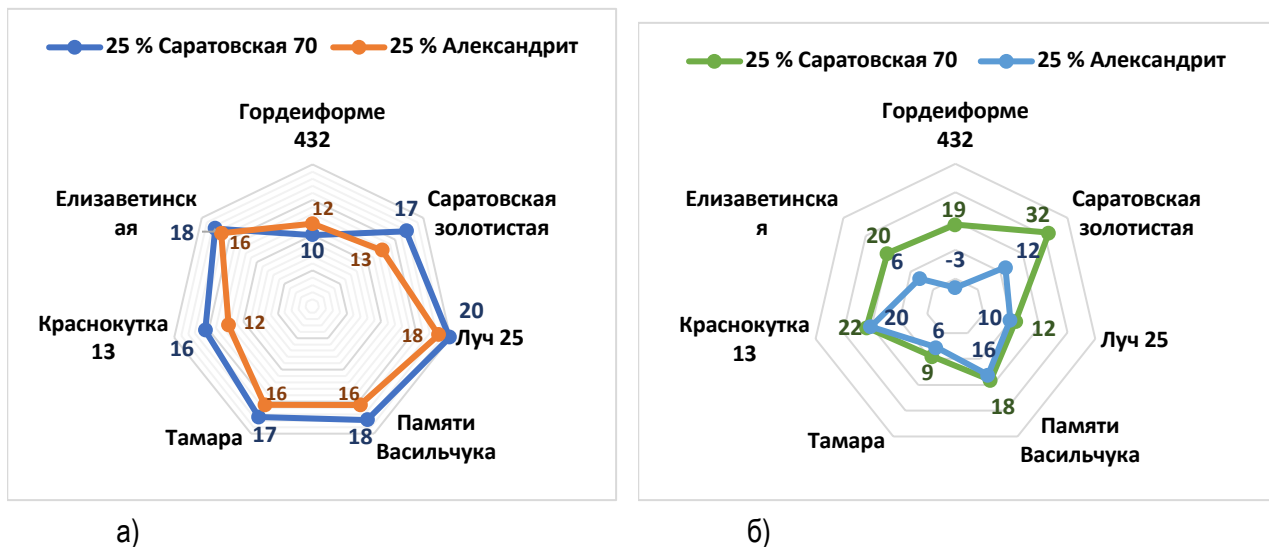 25 % Саратовская 70
25 % Александрит
Гордеиформе
432
12
17
Саратовская
золотистая
Елизаветинск
ая
18
16
10
13
20
Луч 25
18
Краснокутка
13
12
16
16
16
Тамара
17
18
Памяти
Васильчука
а)
25 % Саратовская 70
25 % Александрит
Гордеиформе
432
19
32
Саратовская
золотистая
Елизаветинска
я
20
6
-3
12
Краснокутка
13
22
20
10
12
Луч 25
6
16
9
18
Тамара
Памяти
Васильчука
б)